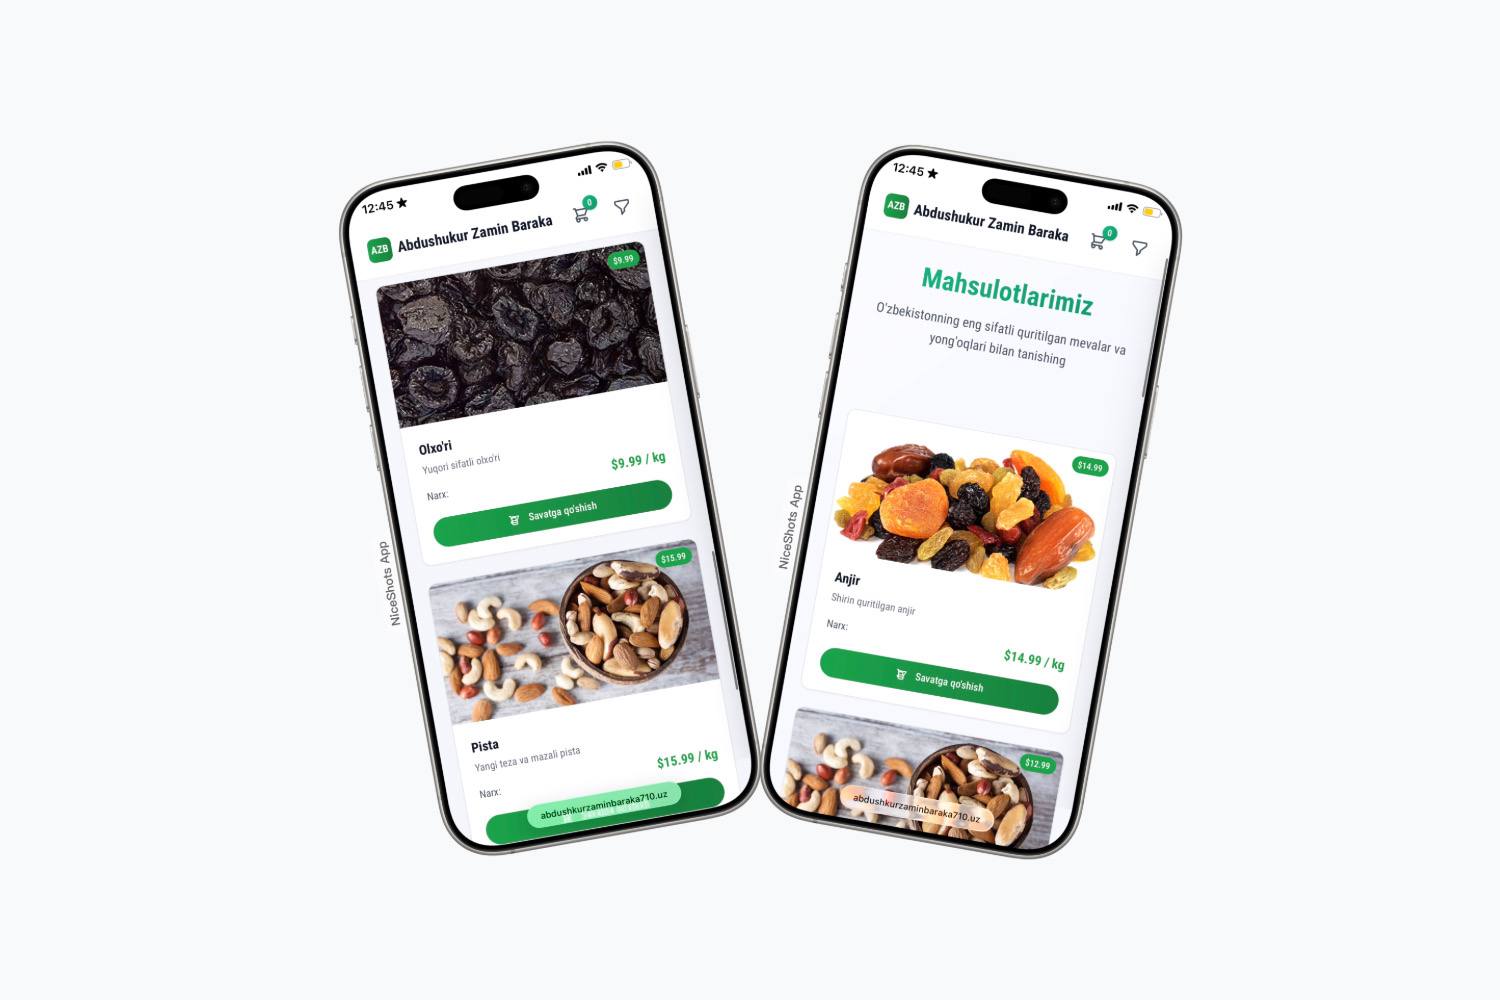 12:45
AZB
Abdushukur Zamin Baraka
0
$9.99
Olxo'ri
Yuqori sifatli olxo'ri
$9.99 / kg
Narx:
Savatga qo'shish
$15.99
Pista
Yangi teza va mazali pista
$15.99 / kg
Narx:
abdushkurzaminbaraka710.uz
NiceShots App
12:45
AZB
Abdushukur Zamin Baraka
0
Mahsulotlarimiz
O'zbekistonning eng sifatli quritilgan mevalar va
yong'oqlari bilan tanishing
$14.99
Anjir
Shirin quritilgan anjir
Narx:
$14.99 / kg
Savatga qo'shish
$12.99
abdushkurzaminbaraka710.uz
NiceShots App